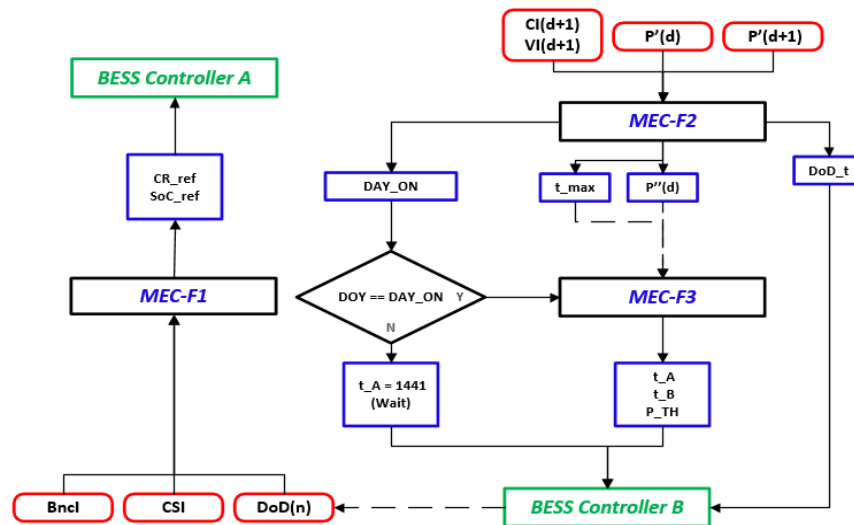 CI(d+1)
VI(d+1)
P'(d)
P'(d+1)
BESS Controller A
MEC-F2
CR_ref
SoC_ref
DAY_ON
t_max
P''(d)
DoD_t
MEC-F1
DOY == DAY_ON
Y
N
MEC-F3
t_A = 1441
(Wait)
t_A
t_B
P_TH
BncI
CSI
DoD(n)
BESS Controller B